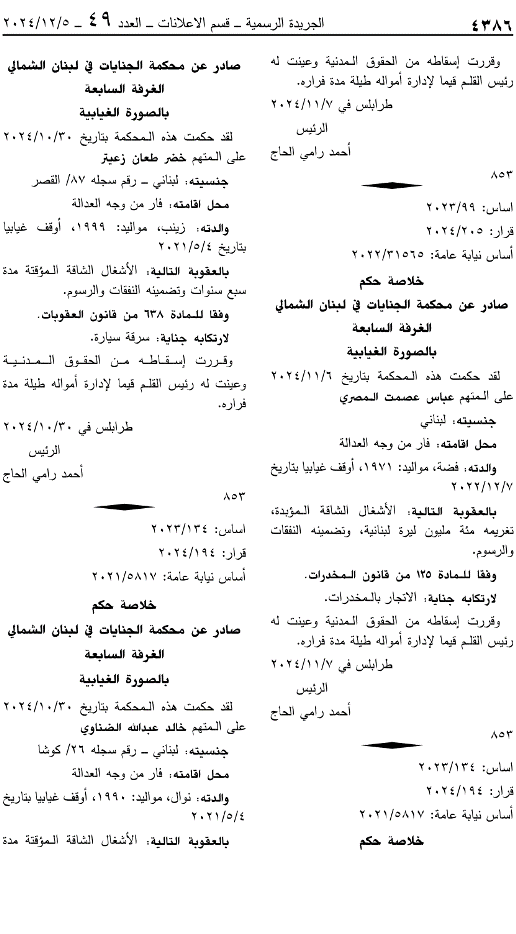 ٤٣٨٦
الجريدة الرسمية – قسم الاعلانات – العدد ٤٩ – ٢٠٢٤/١٢/٥
وقررت إسقاطه من الحقوق المدنية وعينت له
رئيس القلم قيما لإدارة أمواله طيلة مدة فراره.
طرابلس في ٢٠٢٤/١١/٧
الرئيس
أحمد رامي الحاج
٨٥٣
اساس: ٢٠٢٣/٩٩
قرار: ٢٠٢٤/٢٠٥
أساس نيابة عامة: ٢٠٢٢/٣١٥٦٥
خلاصة حكم
صادر عن محكمة الجنايات في لبنان الشمالي
الغرفة السابعة
بالصورة الغيابية
لقد حكمت هذه المحكمة بتاريخ ٢٠٢٤/١١/٦
على المتهم عباس عصمت المصري
جنسيته: لبناني
محل اقامته: فار من وجه العدالة
والدته: فضة، مواليد: ١٩٧١، أوقف غيابيا بتاريخ
٢٠٢٢/١٢/٧
بالعقوبة التالية: الأشغال الشاقة المؤبدة،
تغريمه مئة مليون ليرة لبنانية، وتضمينه النفقات
والرسوم.
وفقا للمادة ١٢٥ من قانون المخدرات.
لارتكابه جناية: الاتجار بالمخدرات.
وقررت إسقاطه من الحقوق المدنية وعينت له
رئيس القلم قيما لإدارة أمواله طيلة مدة فراره.
طرابلس في ٢٠٢٤/١١/٧
الرئيس
أحمد رامي الحاج
٨٥٣
اساس: ٢٠٢٣/١٣٤
قرار: ٢٠٢٤/١٩٤
أساس نيابة عامة: ٢٠٢١/٥٨١٧
خلاصة حكم
صادر عن محكمة الجنايات في لبنان الشمالي
الغرفة السابعة
بالصورة الغيابية
لقد حكمت هذه المحكمة بتاريخ ٢٠٢٤/١٠/٣٠
على المتهم خضر طعان زعيتر
جنسيته: لبناني – رقم سجله ٨٧/ القصر
محل اقامته: فار من وجه العدالة
والدته: زينب، مواليد: ١٩٩٩، أوقف غيابيا
بتاريخ ٢٠٢١/٥/٤
بالعقوبة التالية: الأشغال الشاقة المؤقتة مدة
سبع سنوات وتضمينه النفقات والرسوم.
وفقا للمادة ٦٣٨ من قانون العقوبات.
لارتكابه جناية: سرقة سيارة.
وقررت إسقاطه من الحقوق المدنية
وعينت له رئيس القلم قيما لإدارة أمواله طيلة مدة
فراره.
طرابلس في ٢٠٢٤/١٠/٣٠
الرئيس
أحمد رامي الحاج
٨٥٣
اساس: ٢٠٢٣/١٣٤
قرار: ٢٠٢٤/١٩٤
أساس نيابة عامة: ٢٠٢١/٥٨١٧
خلاصة حكم
صادر عن محكمة الجنايات في لبنان الشمالي
الغرفة السابعة
بالصورة الغيابية
لقد حكمت هذه المحكمة بتاريخ ٢٠٢٤/١٠/٣٠
على المتهم خالد عبدالله الضناوي
جنسيته: لبناني – رقم سجله ٢٦/ كوشا
محل اقامته: فار من وجه العدالة
والدته: نوال، مواليد: ١٩٩٠، أوقف غيابيا بتاريخ
٢٠٢١/٥/٤
بالعقوبة التالية: الأشغال الشاقة المؤقتة مدة